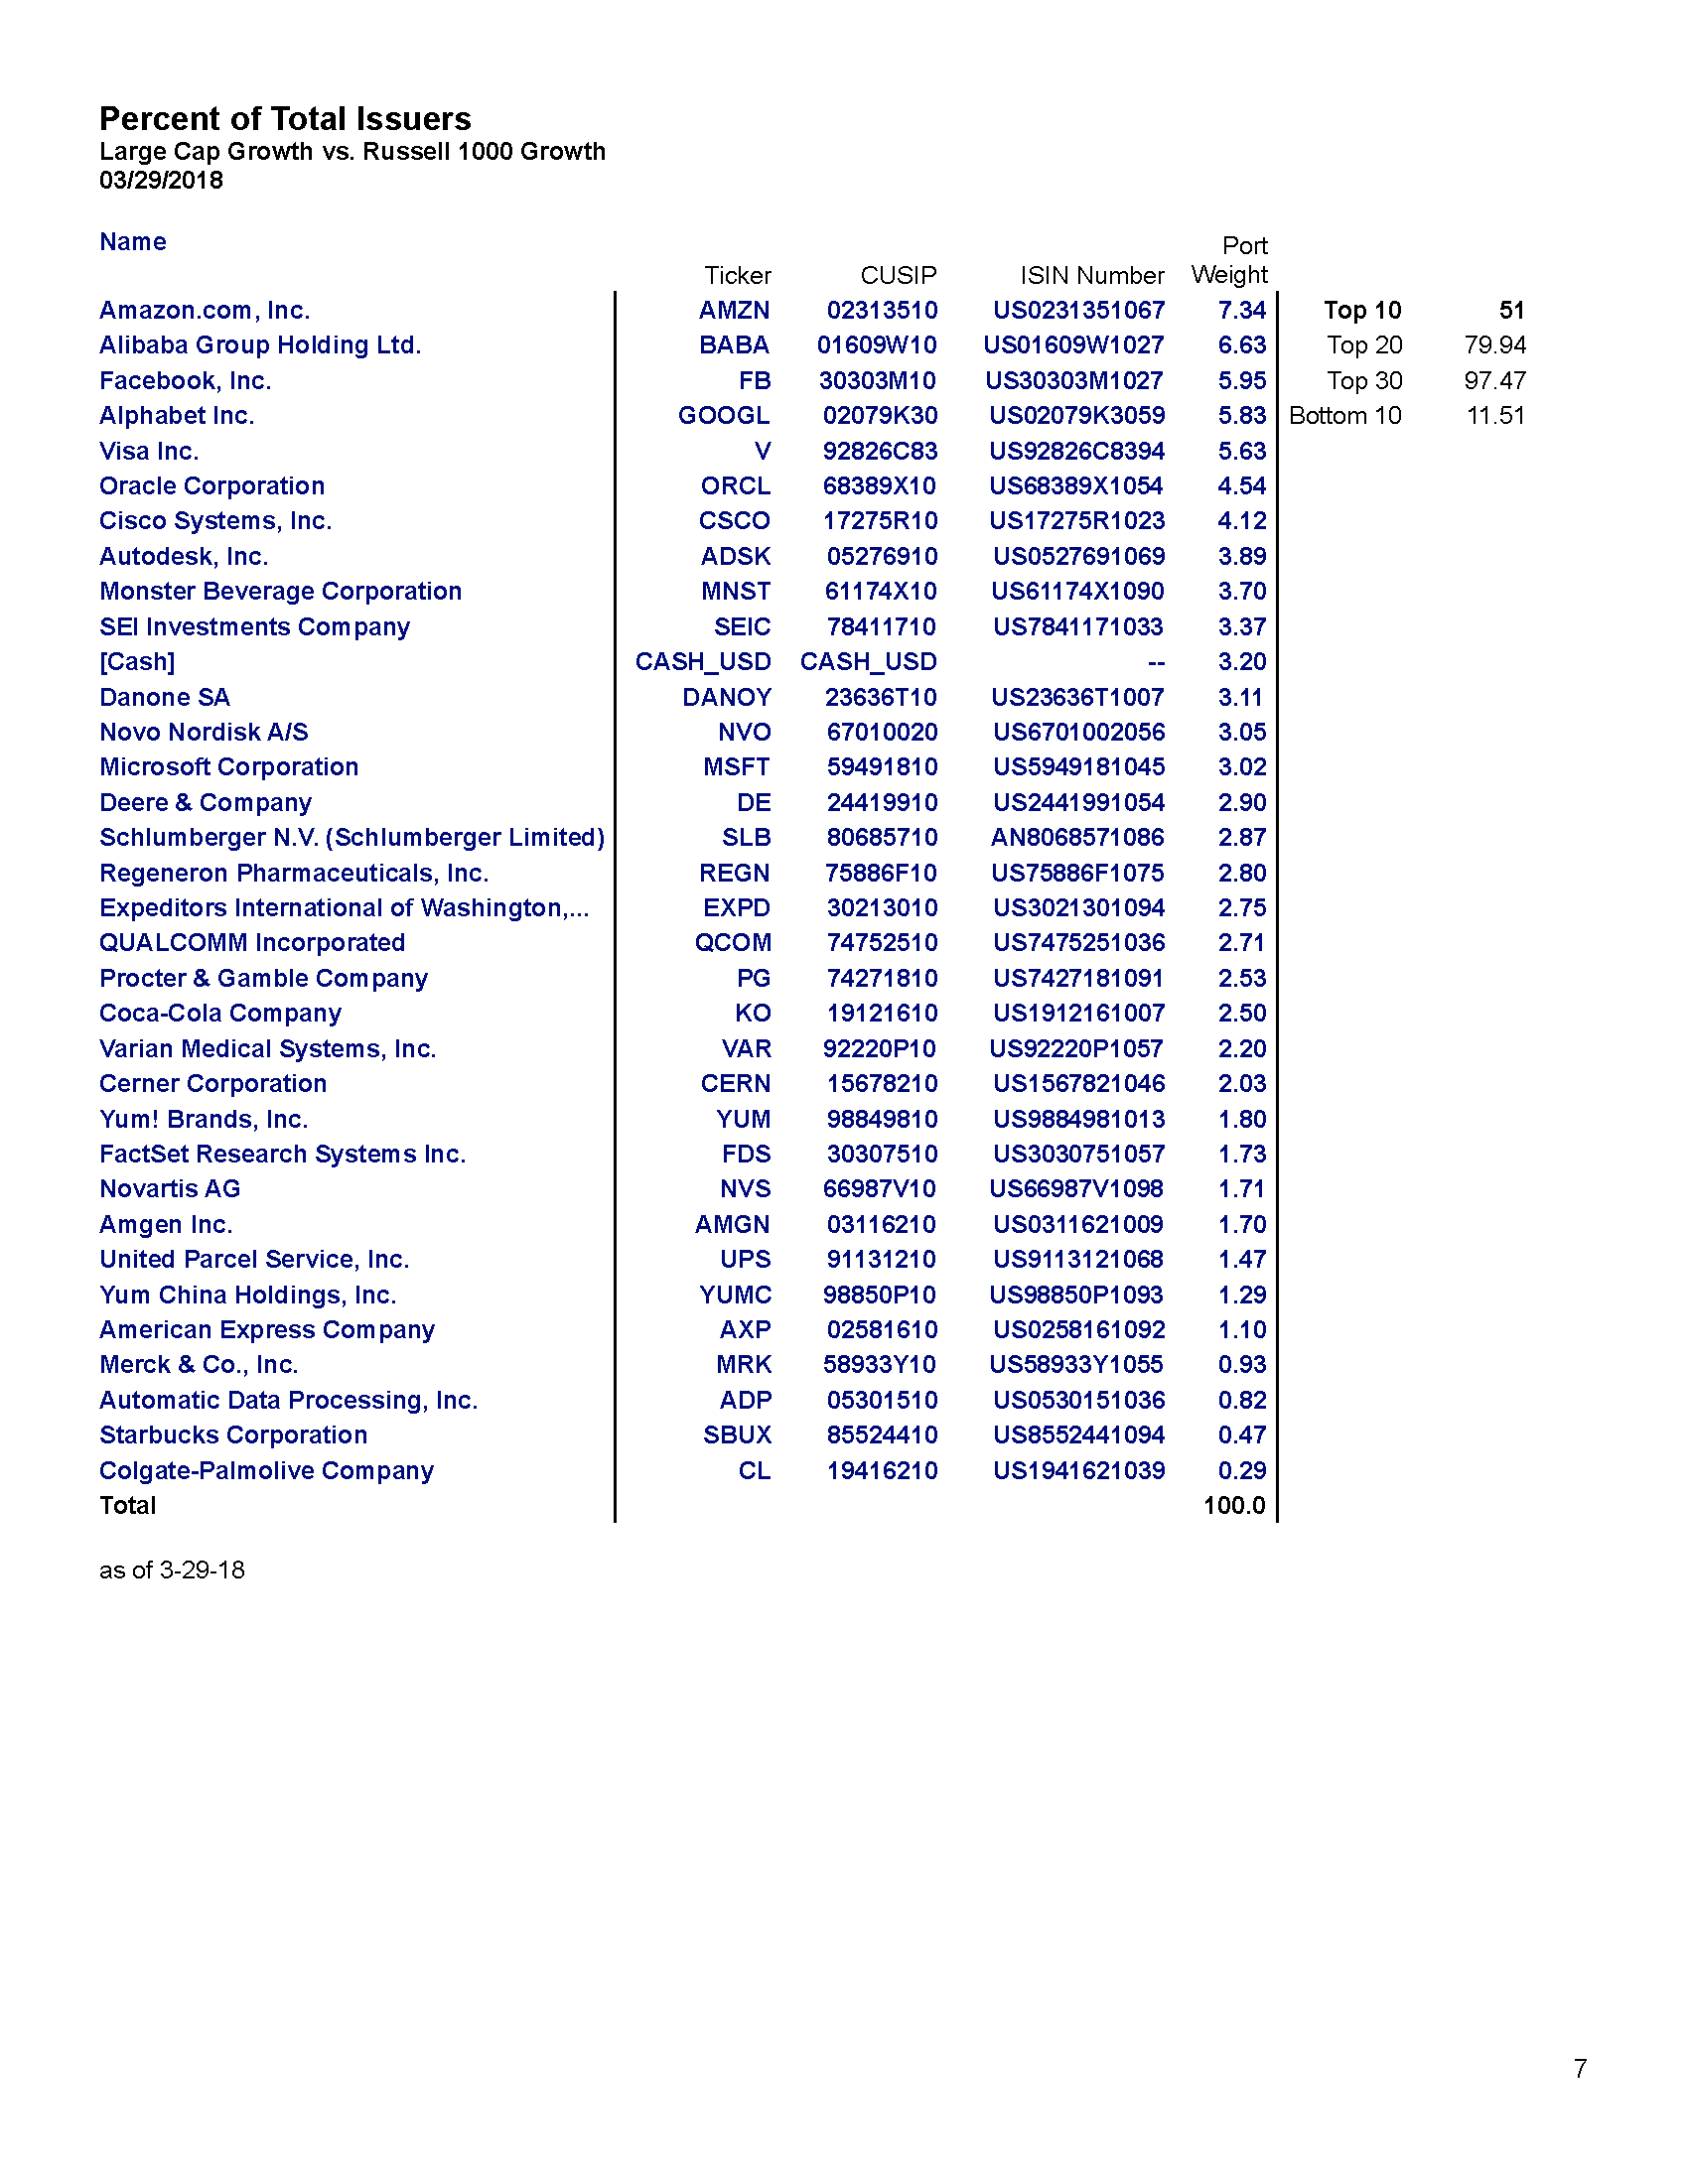 Percent of Total Issuers
Large Cap Growth vs. Russell 1000 Growth
03/29/2018
Name Ticker CUSIP ISIN Number Port Weight
Amazon.com, Inc. AMZN 02313510 US0231351067 7.34 Top 10 51
Alibaba Group Holding Ltd. BABA 01609W10 US01609W1027 6.63 Top 20 79.94
Facebook, Inc. FB 30303M10 US30303M1027 5.95 Top 30 97.47
Alphabet Inc. GOOGL 02079K30 US02079K3059 5.83 Bottom 10 11.51
Visa Inc. V 92826C83 US92826C8394 5.63
Oracle Corporation ORCL 68389X10 US68389X1054 4.54
Cisco Systems, Inc. CSCO 17275R10 US17275R1023 4.12
Autodesk, Inc. ADSK 05276910 US0527691069 3.89
Monster Beverage Corporation MNST 61174X10 US61174X1090 3.70
SEI Investments Company SEIC 78411710 US7841171033 3.37
[Cash] CASH_USD CASH_USD -- 3.20
Danone SA DANOY 23636T10 US23636T1007 3.11
Novo Nordisk A/S NVO 67010020 US6701002056 3.05
Microsoft Corporation MSFT 59491810 US5949181045 3.02
Deere & Company DE 24419910 US2441991054 2.90
Schlumberger N.V. (Schlumberger Limited) SLB 80685710 AN8068571086 2.87
Regeneron Pharmaceuticals, Inc. REGN 75886F10 US75886F1075 2.80
Expeditors International of Washington,... EXPD 30213010 US3021301094 2.75
QUALCOMM Incorporated QCOM 74752510 US7475251036 2.71
Procter & Gamble Company PG 74271810 US7427181091 2.53
Coca-Cola Company KO 19121610 US1912161007 2.50
Varian Medical Systems, Inc. VAR 92220P10 US92220P1057 2.20
Cerner Corporation CERN 15678210 US1567821046 2.03
Yum! Brands, Inc. YUM 98849810 US9884981013 1.80
FactSet Research Systems Inc. FDS 30307510 US3030751057 1.73
Novartis AG NVS 66987V10 US66987V1098 1.71
Amgen Inc. AMGN 03116210 US0311621009 1.70
United Parcel Service, Inc. UPS 91131210 US9113121068 1.47
Yum China Holdings, Inc. YUMC 98850P10 US98850P1093 1.29
American Express Company AXP 02581610 US0258161092 1.10
Merck & Co., Inc. MRK 58933Y10 US58933Y1055 0.93
Automatic Data Processing, Inc. ADP 05301510 US0530151036 0.82
Starbucks Corporation SBUX 85524410 US8552441094 0.47
Colgate-Palmolive Company CL 19416210 US1941621039 0.29
Total 100.0
as of 3-29-18
7